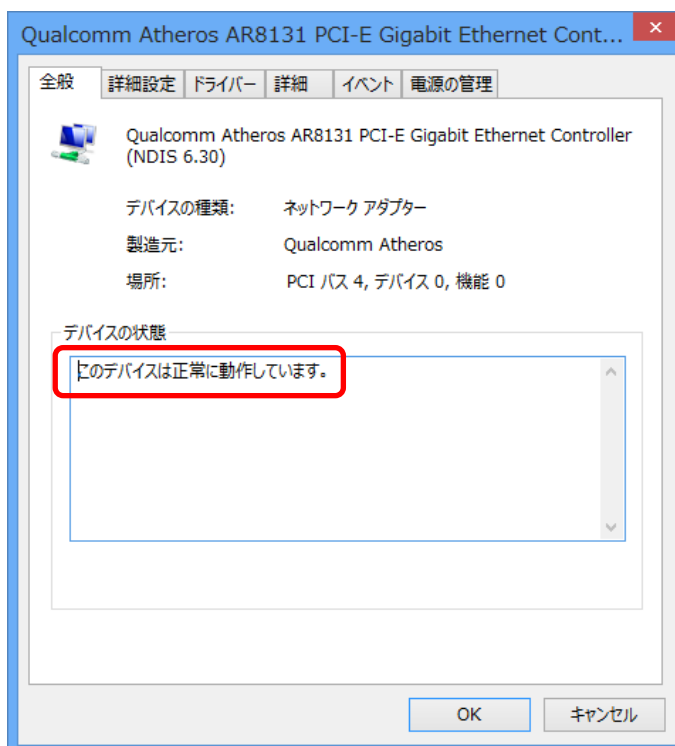 Qualcomm Atheros AR8131 PCI-E Gigabit Ethernet Cont...
全般 詳細設定 ドライバー 詳細 イベント 電源の管理
Qualcomm Atheros AR8131 PCI-E Gigabit Ethernet Controller
(NDIS 6.30)
デバイスの種類: ネットワーク アダプター
製造元: Qualcomm Atheros
場所: PCI バス 4, デバイス 0, 機能 0
デバイスの状態
このデバイスは正常に動作しています。
OK キャンセル